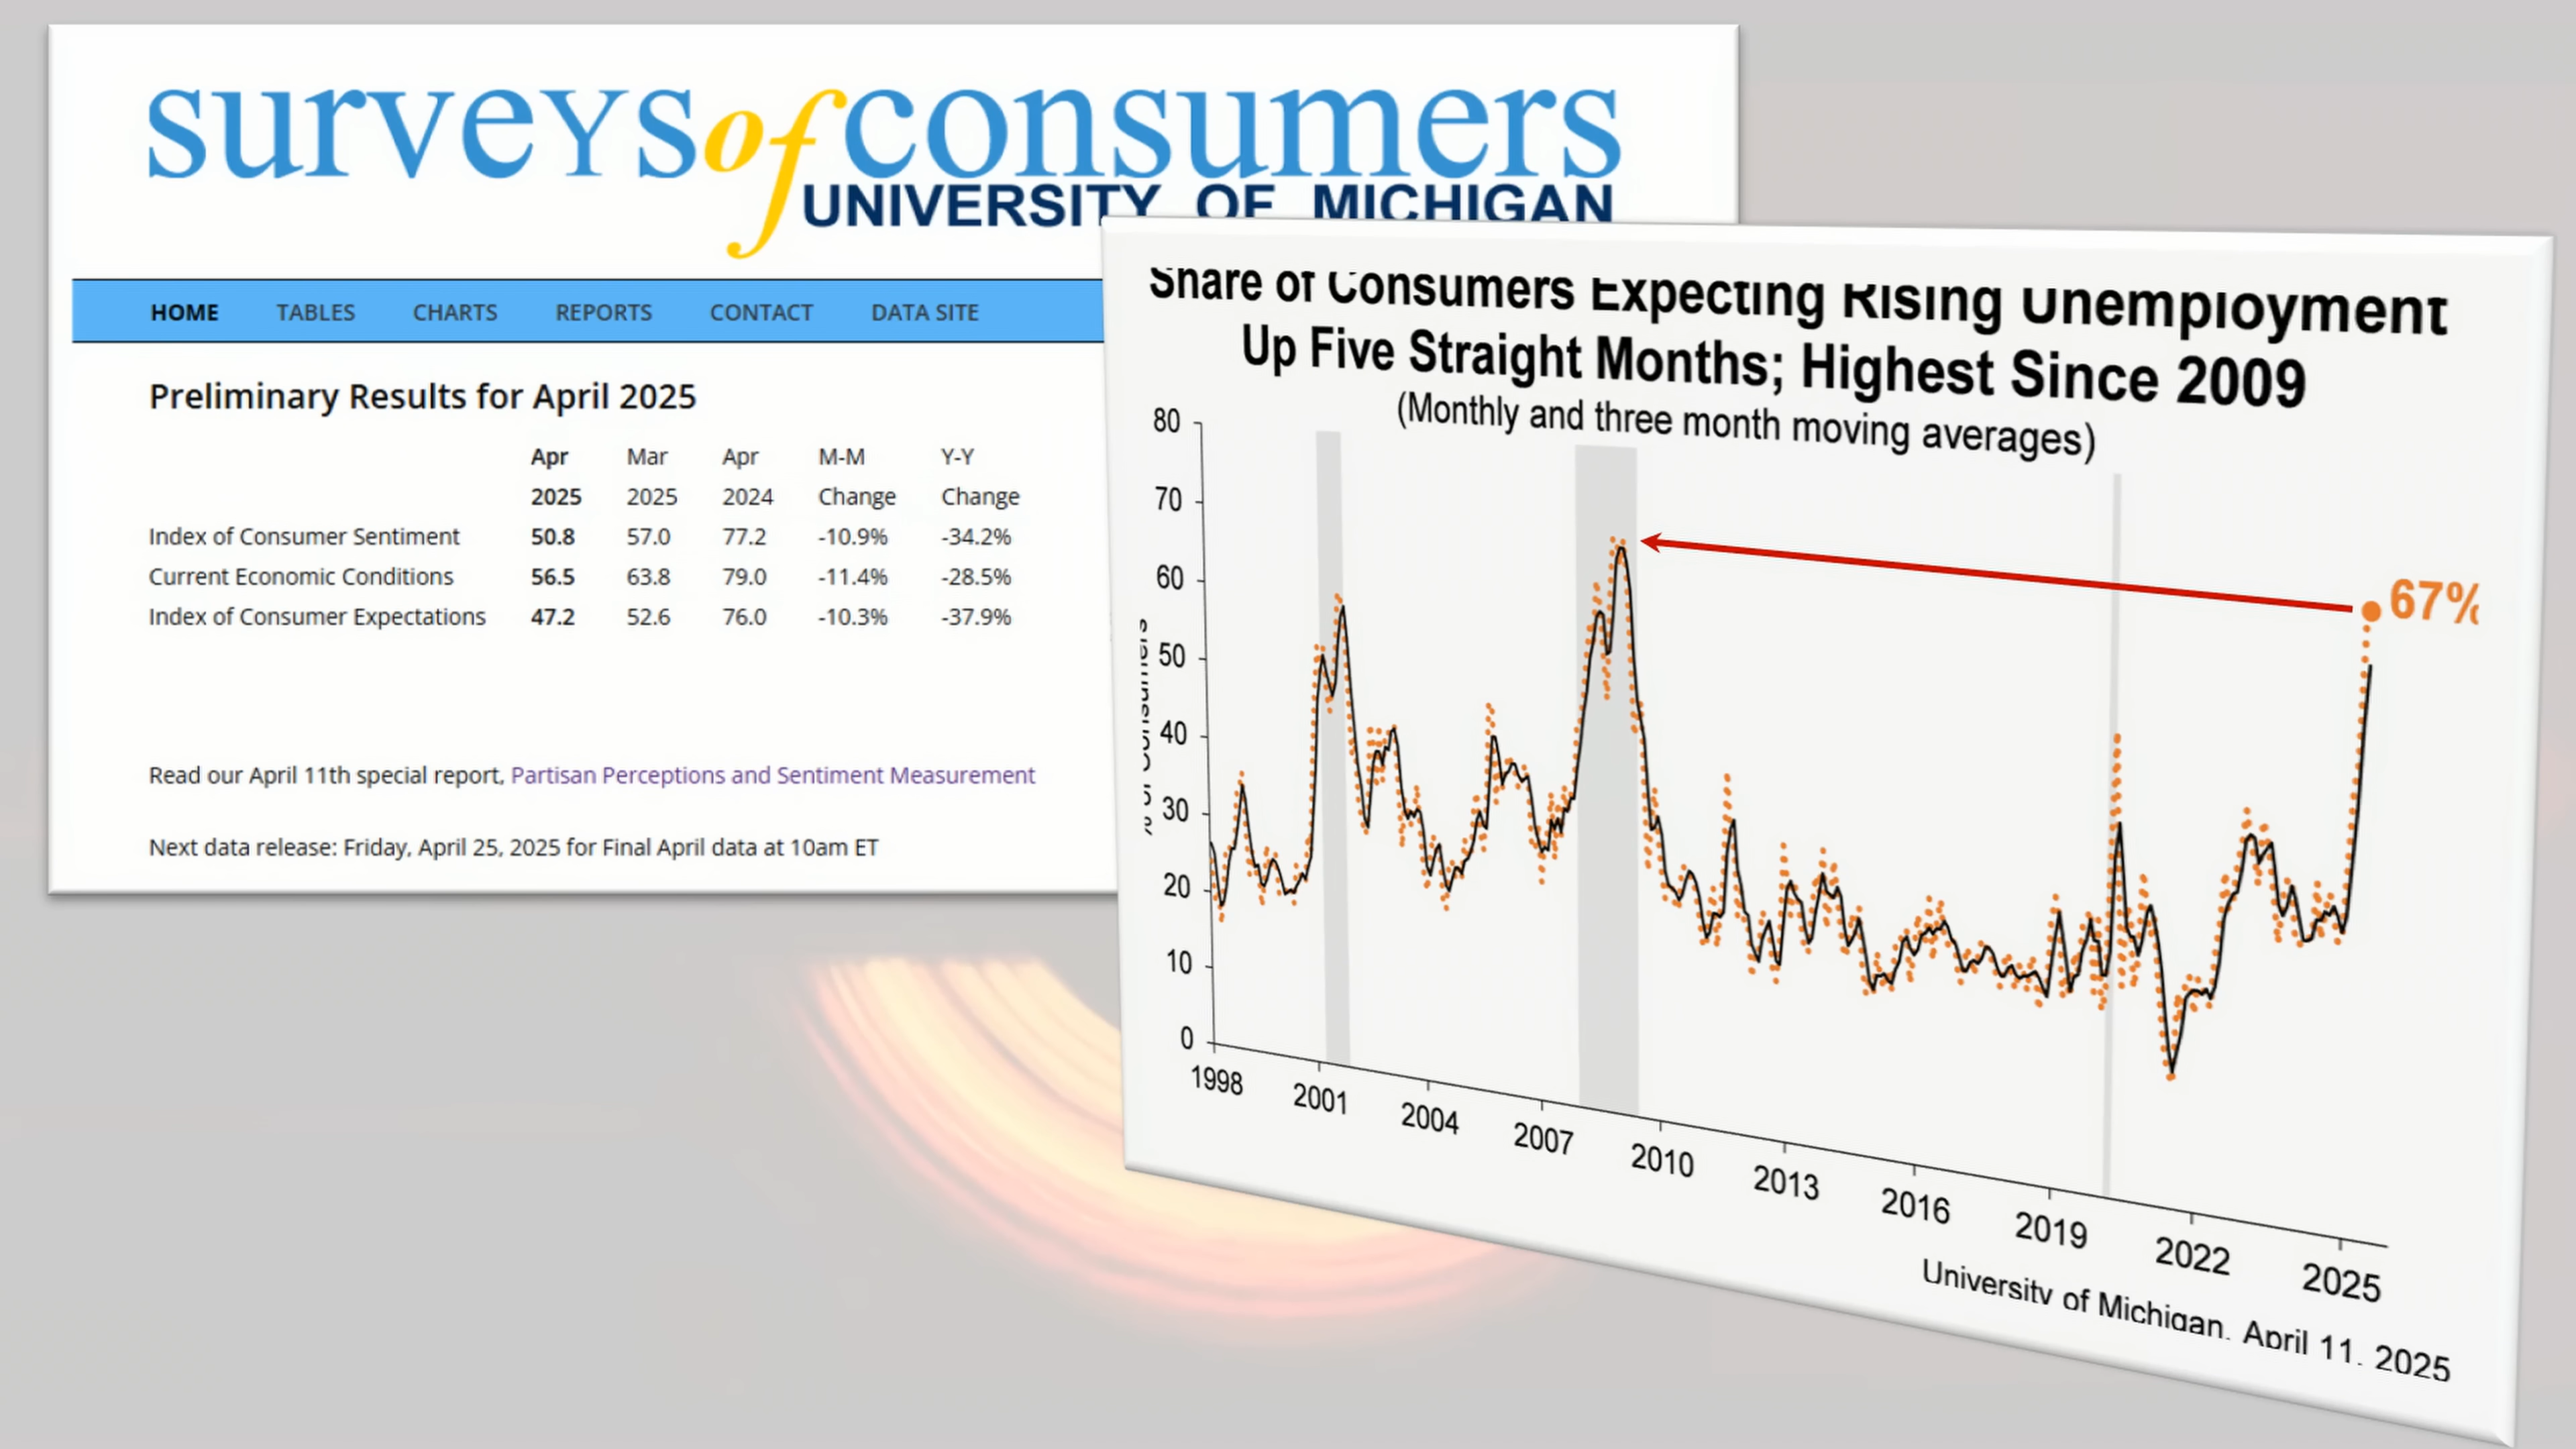 surveys of consumers
UNIVERSITY OF MICHIGAN
HOME TABLES CHARTS REPORTS CONTACT DATA SITE
Preliminary Results for April 2025
Apr Mar Apr M-M Y-Y
2025 2025 2024 Change Change
Index of Consumer Sentiment 50.8 57.0 77.2 -10.9% -34.2%
Current Economic Conditions 56.5 63.8 79.0 -11.4% -28.5%
Index of Consumer Expectations 47.2 52.6 76.0 -10.3% -37.9%
Read our April 11th special report, Partisan Perceptions and Sentiment Measurement
Next data release: Friday, April 25, 2025 for Final April data at 10am ET
Share of Consumers Expecting Rising Unemployment
Up Five Straight Months; Highest Since 2009
(Monthly and three month moving averages)
% of Consumers
80
70
60
50
40
30
20
10
0
67%
1998 2001 2004 2007 2010 2013 2016 2019 2022 2025
University of Michigan, April 11, 2025